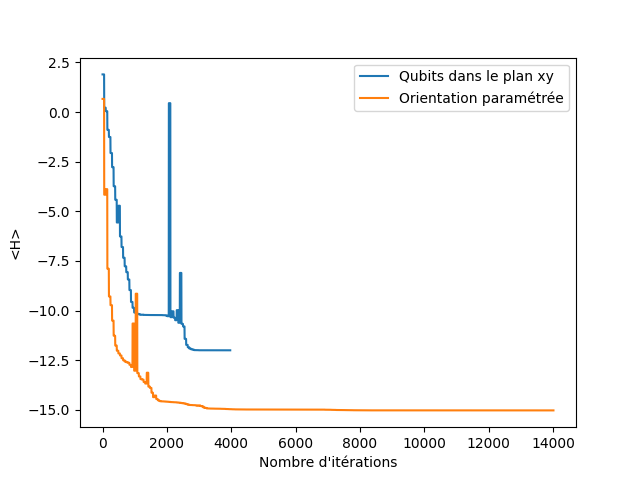 2.5
0.0
−2.5
−5.0
−7.5
−10.0
−12.5
−15.0
<H>
Qubits dans le plan xy
Orientation paramétrée
0 2000 4000 6000 8000 10000 12000 14000
Nombre d'itérations